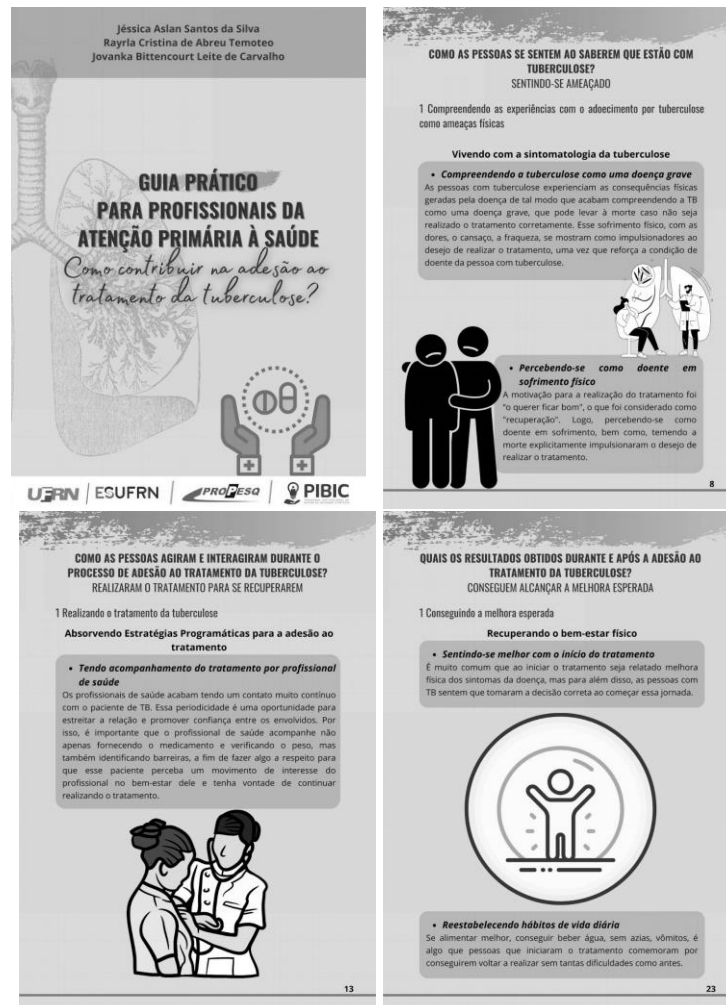 Jéssica Aslan Santos da Silva
Rayrla Cristina de Abreu Temoteo
Jovanka Bittencourt Leite de Carvalho
GUIA PRÁTICO
PARA PROFISSIONAIS DA
ATENÇÃO PRIMÁRIA À SAÚDE
Como contribuir na adesão ao
tratamento da tuberculose?
UFRN
ESUFRN
PROPESQ
PIBIC
COMO AS PESSOAS SE SENTEM AO SABEREM QUE ESTÃO COM
TUBERCULOSE?
SENTINDO-SE AMEAÇADO
1 Compreendendo as experiências com o adoecimento por tuberculose
como ameaças físicas
Vivendo com a sintomatologia da tuberculose
• Compreendendo a tuberculose como uma doença grave
As pessoas com tuberculose experienciam as consequências físicas
geradas pela doença de tal modo que acabam compreendendo a TB
como uma doença grave, que pode levar à morte caso não seja
realizado o tratamento corretamente. Esse sofrimento físico, com as
dores, o cansaço, a fraqueza, se mostram como impulsionadores ao
desejo de realizar o tratamento, uma vez que reforça a condição de
doente da pessoa com tuberculose.
• Percebendo-se como doente em
sofrimento físico
A motivação para a realização do tratamento foi
"o querer ficar bom", o que foi considerado como
"recuperação". Logo, percebendo-se como
doente em sofrimento, bem como, temendo a
morte explicitamente impulsionaram o desejo de
realizar o tratamento.
8
COMO AS PESSOAS AGIRAM E INTERAGIRAM DURANTE O
PROCESSO DE ADESÃO AO TRATAMENTO DA TUBERCULOSE?
REALIZARAM O TRATAMENTO PARA SE RECUPERAREM
1 Realizando o tratamento da tuberculose
Absorvendo Estratégias Programáticas para a adesão ao
tratamento
• Tendo acompanhamento do tratamento por profissional
de saúde
Os profissionais de saúde acabam tendo um contato muito contínuo
com o paciente de TB. Essa periodicidade é uma oportunidade para
estreitar a relação e promover confiança entre os envolvidos. Por
isso, é importante que o profissional de saúde acompanhe não
apenas fornecendo o medicamento e verificando o peso, mas
também identificando barreiras, a fim de fazer algo a respeito para
que esse paciente perceba um movimento de interesse do
profissional no bem-estar dele e tenha vontade de continuar
realizando o tratamento.
13
QUAIS OS RESULTADOS OBTIDOS DURANTE E APÓS A ADESÃO AO
TRATAMENTO DA TUBERCULOSE?
CONSEGUEM ALCANÇAR A MELHORA ESPERADA
1 Conseguindo a melhora esperada
Recuperando o bem-estar físico
• Sentindo-se melhor com o início do tratamento
É muito comum que ao iniciar o tratamento seja relatado melhora
física dos sintomas da doença, mas para além disso, as pessoas com
TB sentem que tomaram a decisão correta ao começar essa jornada.
• Reestabelecendo hábitos de vida diária
Se alimentar melhor, conseguir beber água, sem azias, vômitos, é
algo que pessoas que iniciaram o tratamento comemoram por
conseguirem voltar a realizar sem tantas dificuldades como antes.
23